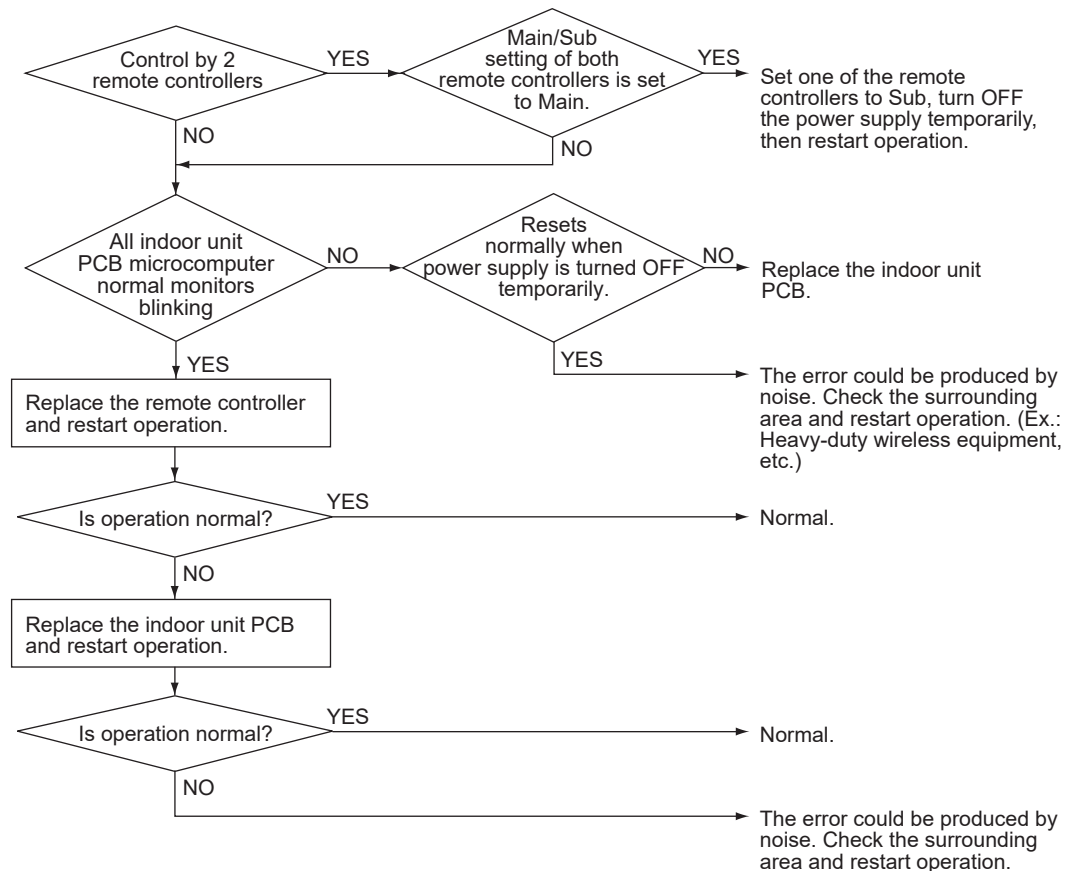 Control by 2
remote controllers
YES
Main/Sub
setting of both
remote controllers is set
to Main.
YES
Set one of the remote
controllers to Sub, turn OFF
the power supply temporarily,
then restart operation.
NO
NO
All indoor unit
PCB microcomputer
normal monitors
blinking
NO
Resets
normally when
power supply is turned OFF
temporarily.
NO
Replace the indoor unit
PCB.
YES
YES
The error could be produced by
noise. Check the surrounding
area and restart operation. (Ex.:
Heavy-duty wireless equipment,
etc.)
Replace the remote controller
and restart operation.
Is operation normal?
YES
Normal.
NO
Replace the indoor unit PCB
and restart operation.
Is operation normal?
YES
Normal.
NO
The error could be produced by
noise. Check the surrounding
area and restart operation.